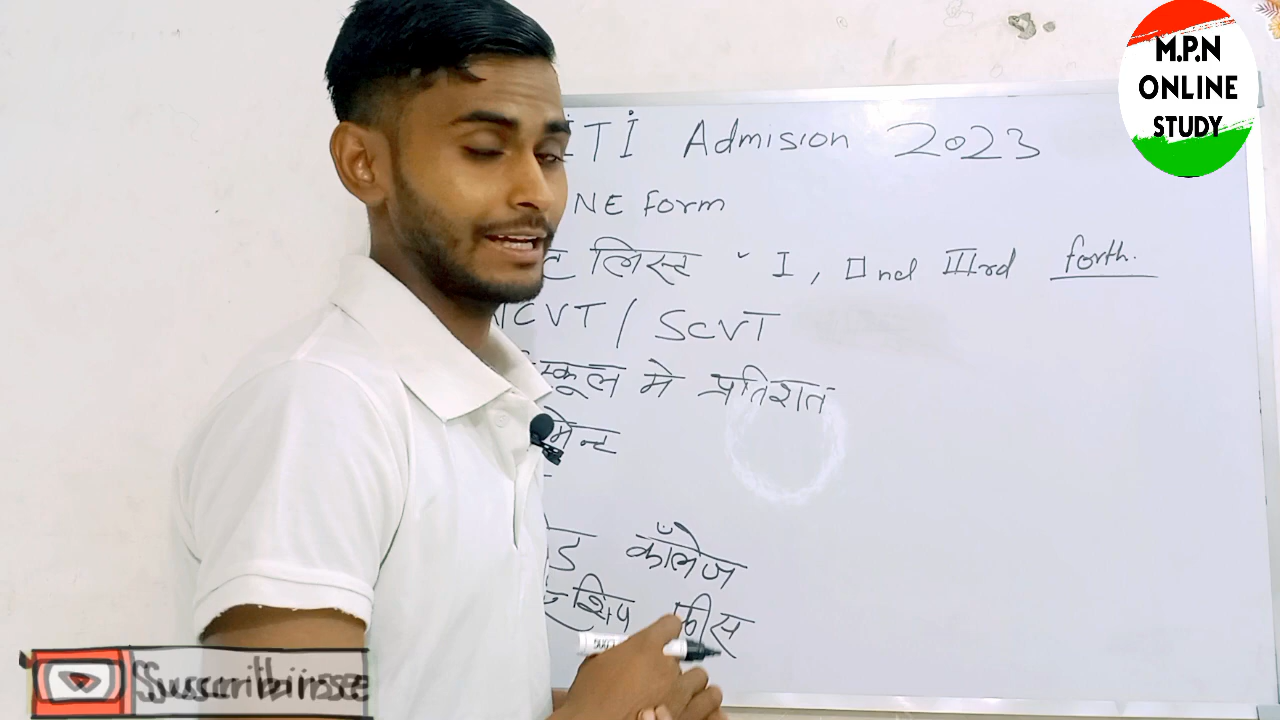 ITI Admision 2023
NE form
लिस्ट I, IInd IIIrd forth.
NCVT / SCVT
स्कूल मे प्रतिशत
मेन्ट
कॉलेज
शिप फीस
M.P.N
ONLINE
STUDY